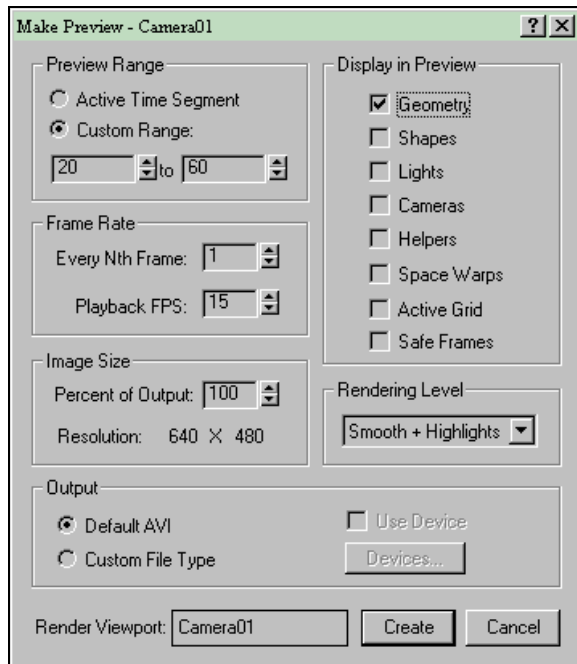 Make Preview - Camera01
Preview Range
Active Time Segment
Custom Range:
20 to 60
Frame Rate
Every Nth Frame: 1
Playback FPS: 15
Image Size
Percent of Output: 100
Resolution: 640 X 480
Display in Preview
Geometry
Shapes
Lights
Cameras
Helpers
Space Warps
Active Grid
Safe Frames
Rendering Level
Smooth + Highlights
Output
Default AVI
Custom File Type
Use Device
Devices...
Render Viewport: Camera01
Create
Cancel